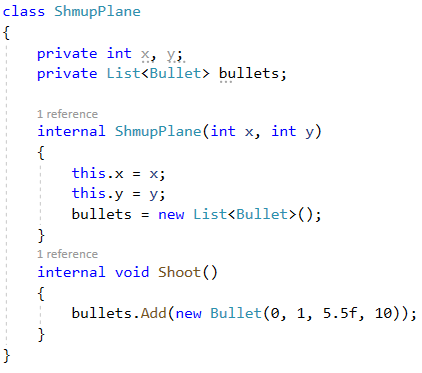 class ShmupPlane
{
    private int x, y;
    private List<Bullet> bullets;
    1 reference
    internal ShmupPlane(int x, int y)
    {
        this.x = x;
        this.y = y;
        bullets = new List<Bullet>();
    }
    1 reference
    internal void Shoot()
    {
        bullets.Add(new Bullet(0, 1, 5.5f, 10));
    }
}